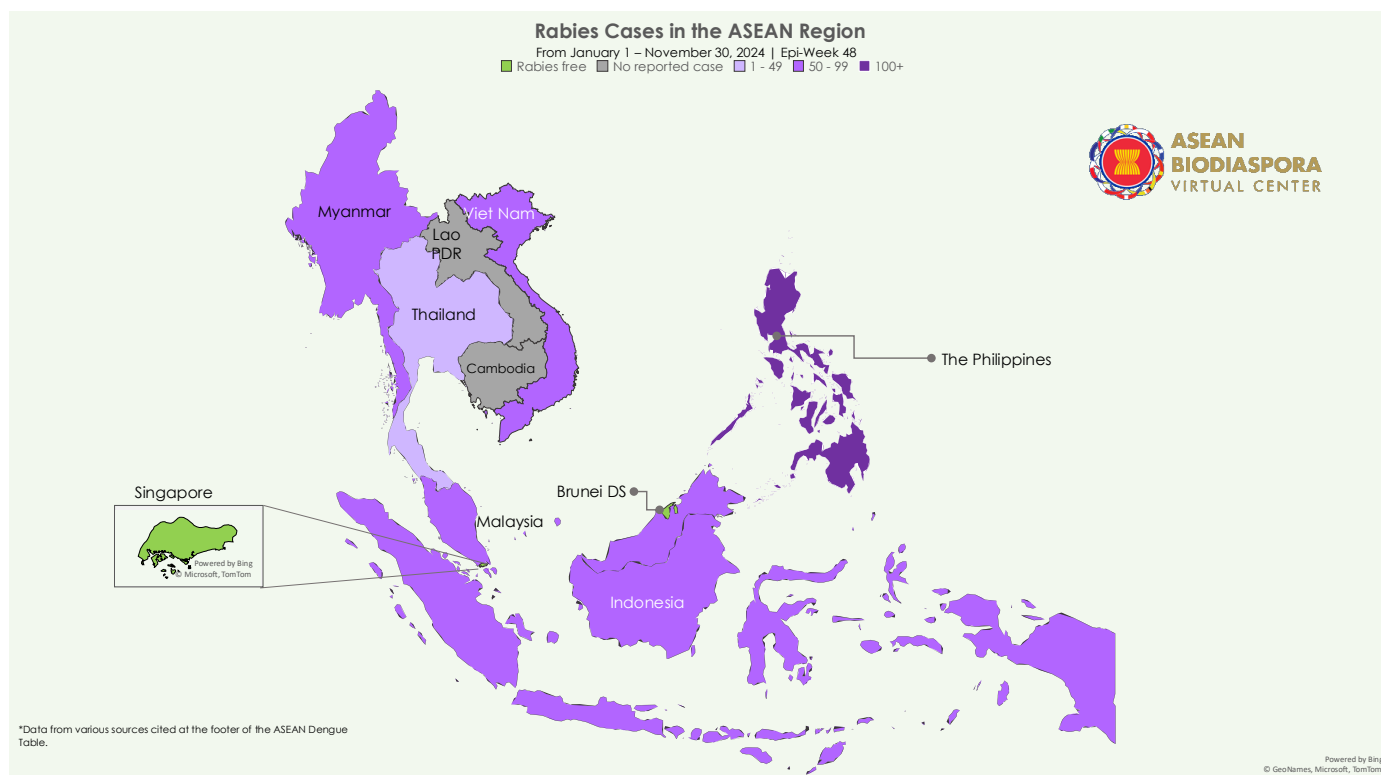 Rabies Cases in the ASEAN Region
From January 1 – November 30, 2024 | Epi-Week 48
Rabies free No reported case 1 - 49 50 - 99 100+
ASEAN
BIODIASPORA
VIRTUAL CENTER
Myanmar
Viet Nam
Lao
PDR
Thailand
Cambodia
The Philippines
Singapore
Brunei DS
Malaysia
Powered by Bing
© Microsoft, TomTom
Indonesia
*Data from various sources cited at the footer of the ASEAN Dengue
Table.
Powered by Bing
© GeoNames, Microsoft, TomTom